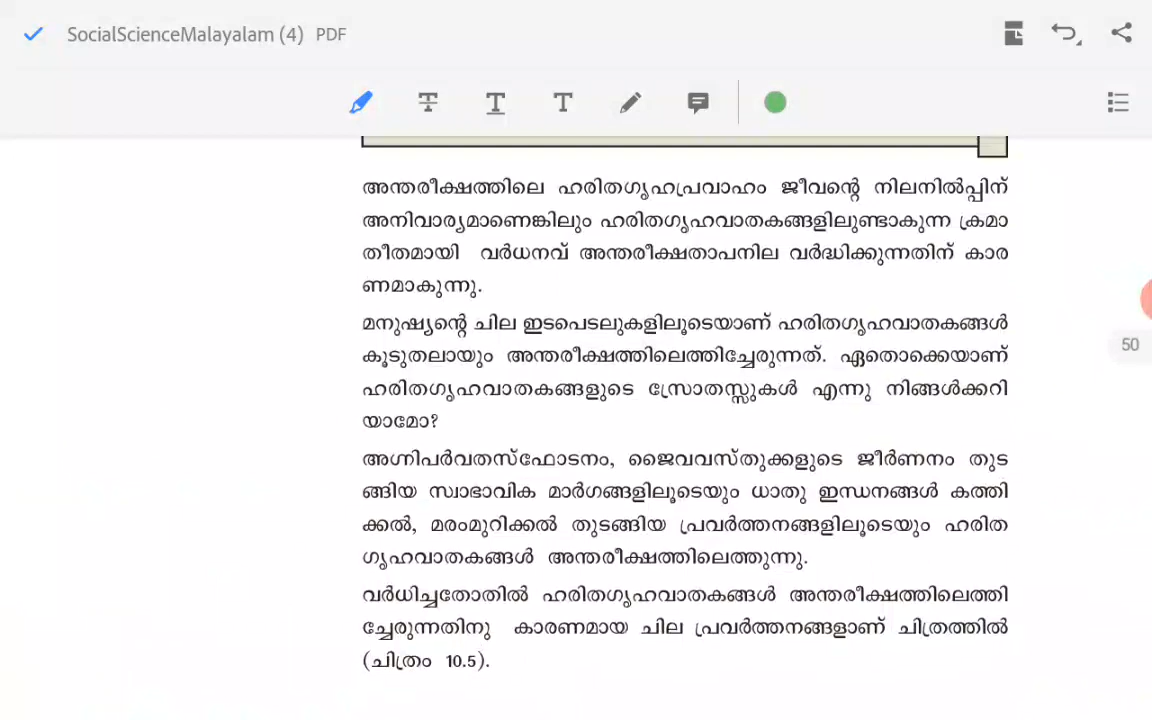 SocialScienceMalayalam (4) PDF
അന്തരീക്ഷത്തിലെ ഹരിതഗൃഹപ്രവാഹം ജീവന്റെ നിലനിൽപ്പിന്
അനിവാര്യമാണെങ്കിലും ഹരിതഗൃഹവാതകങ്ങളിലുണ്ടാകുന്ന ക്രമാ
തീതമായി വർധനവ് അന്തരീക്ഷതാപനില വർദ്ധിക്കുന്നതിന് കാര
ണമാകുന്നു.
മനുഷ്യന്റെ ചില ഇടപെടലുകളിലൂടെയാണ് ഹരിതഗൃഹവാതകങ്ങൾ
കൂടുതലായും അന്തരീക്ഷത്തിലെത്തിച്ചേരുന്നത്. ഏതൊക്കെയാണ്
ഹരിതഗൃഹവാതകങ്ങളുടെ സ്രോതസ്സുകൾ എന്നു നിങ്ങൾക്കറി
യാമോ?
50
അഗ്നിപർവതസ്ഫോടനം, ജൈവവസ്തുക്കളുടെ ജീർണനം തുട
ങ്ങിയ സ്വാഭാവിക മാർഗങ്ങളിലൂടെയും ധാതു ഇന്ധനങ്ങൾ കത്തി
ക്കൽ, മരംമുറിക്കൽ തുടങ്ങിയ പ്രവർത്തനങ്ങളിലൂടെയും ഹരിത
ഗൃഹവാതകങ്ങൾ അന്തരീക്ഷത്തിലെത്തുന്നു.
വർധിച്ചതോതിൽ ഹരിതഗൃഹവാതകങ്ങൾ അന്തരീക്ഷത്തിലെത്തി
ച്ചേരുന്നതിനു കാരണമായ ചില പ്രവർത്തനങ്ങളാണ് ചിത്രത്തിൽ
(ചിത്രം 10.5).